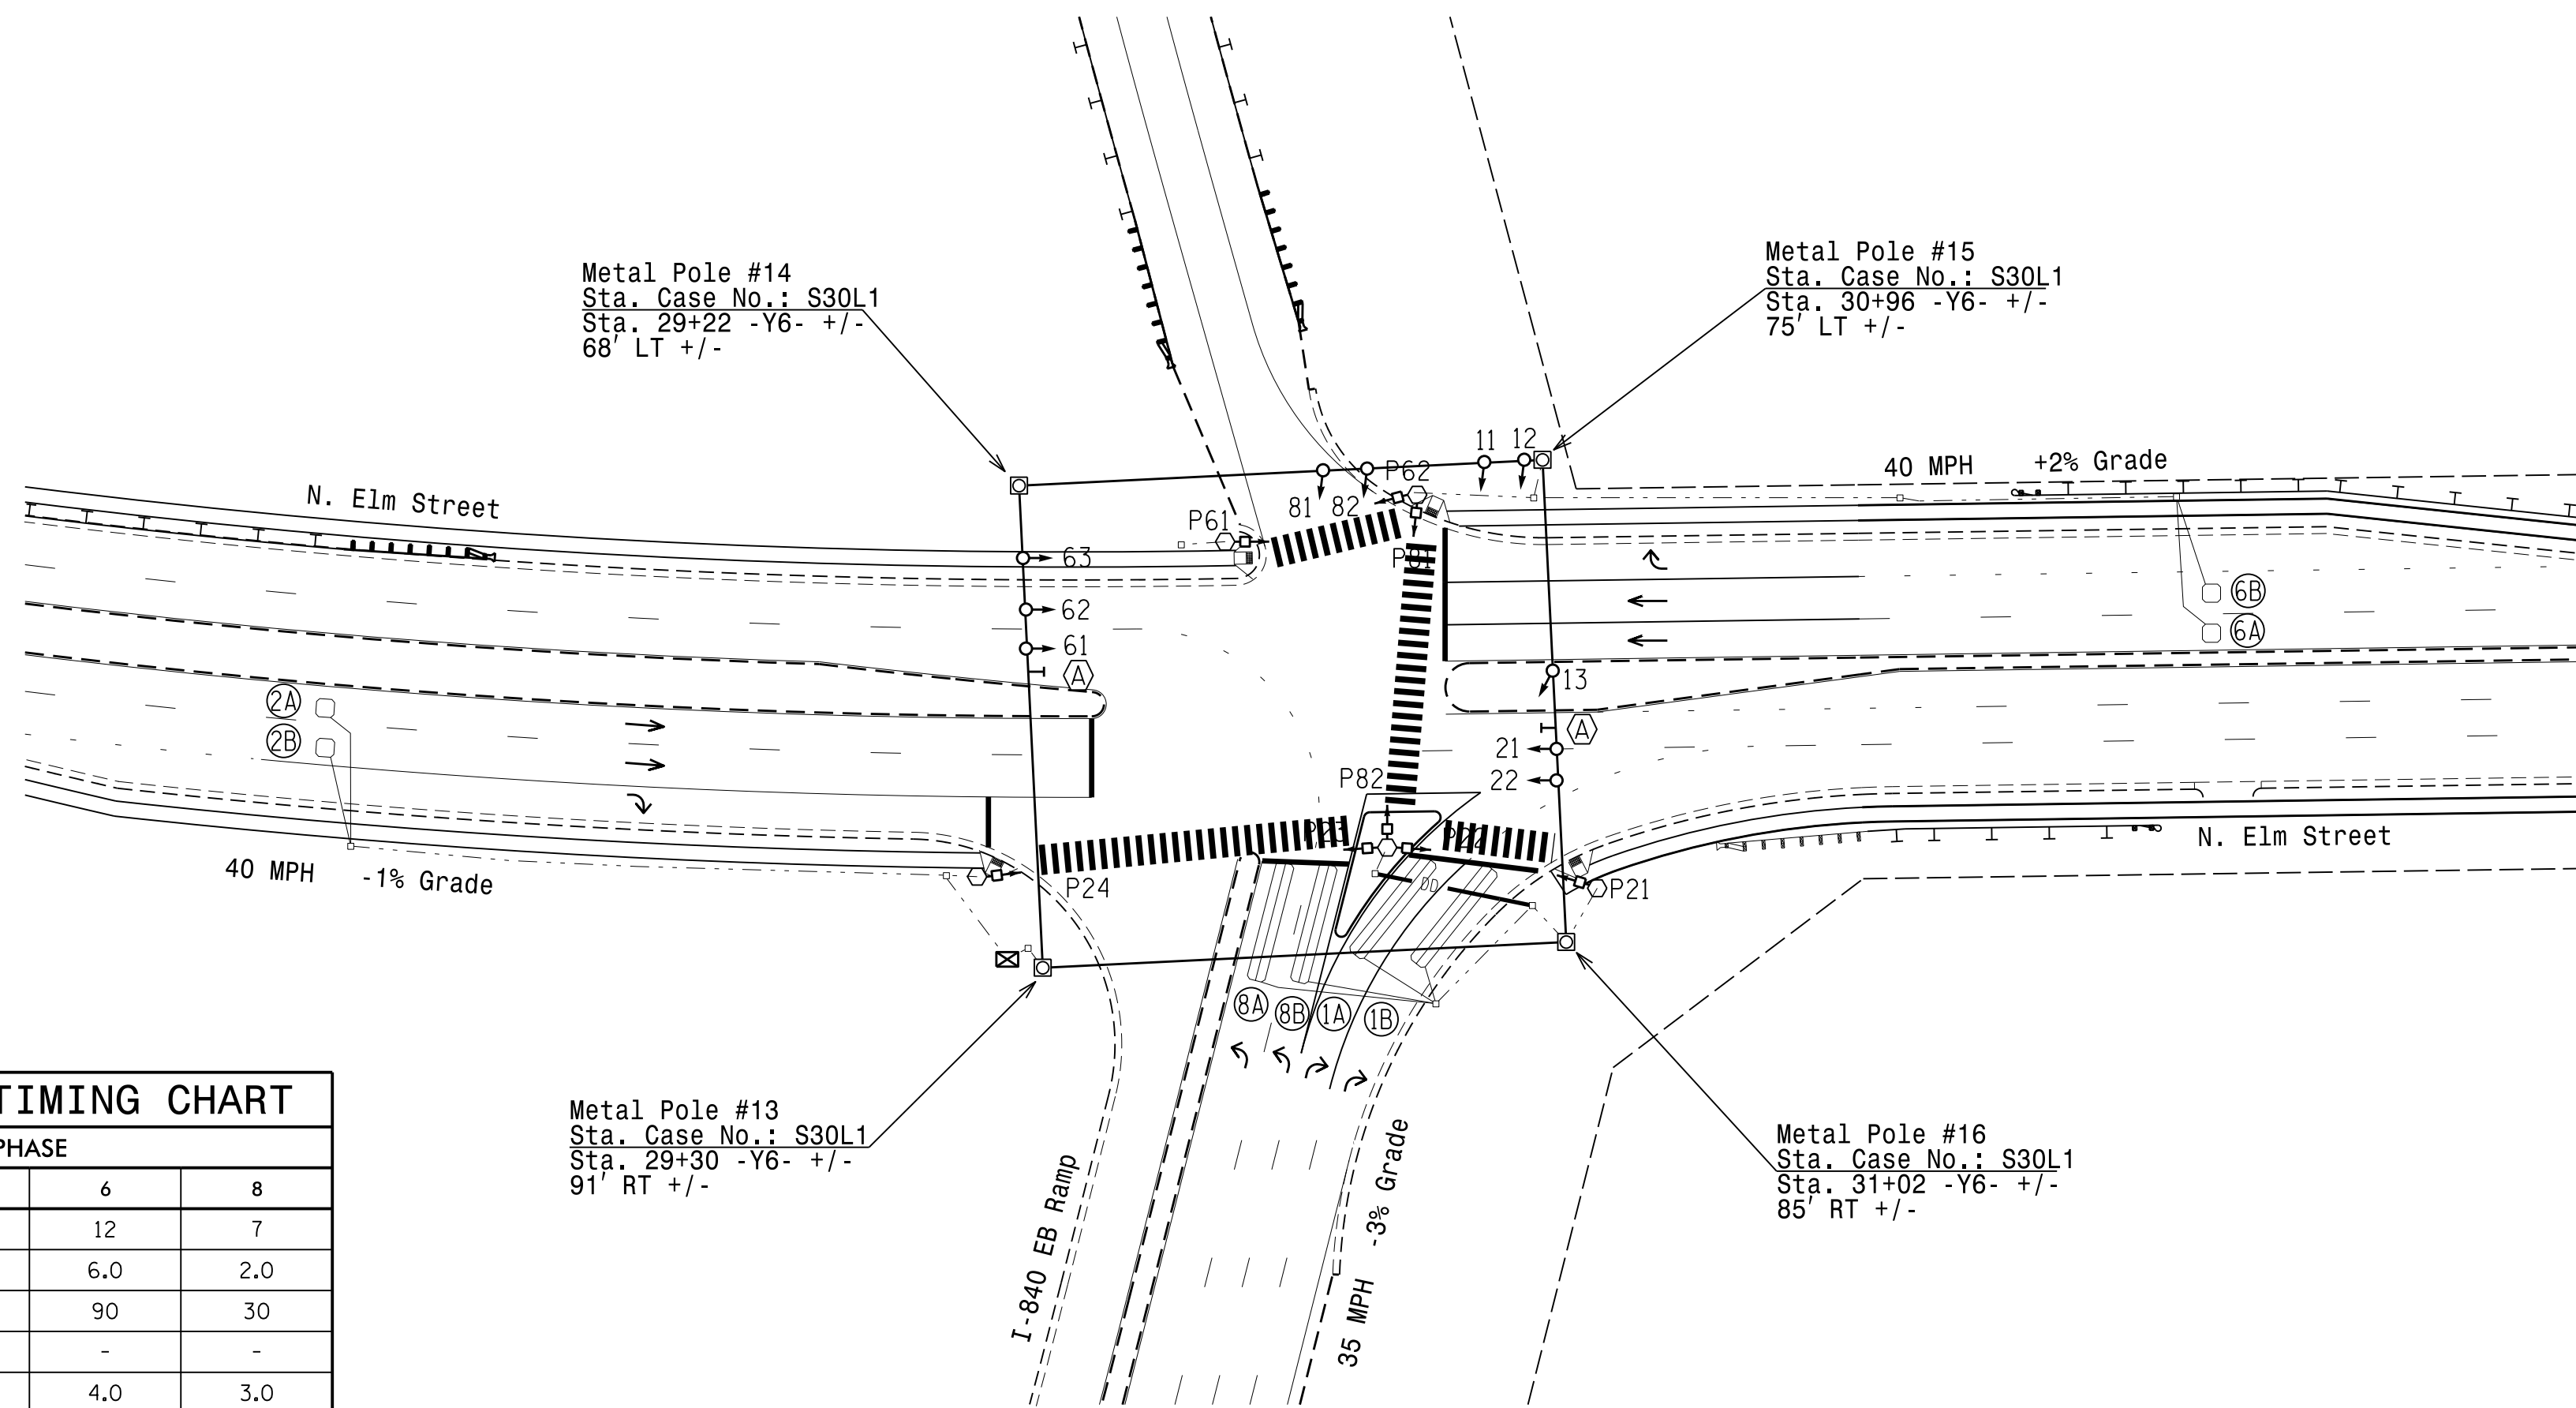 Metal Pole #14
Sta. Case No.: S30L1
Sta. 29+22 -Y6- +/-
68' LT +/-
Metal Pole #15
Sta. Case No.: S30L1
Sta. 30+96 -Y6- +/-
75' LT +/-
N. Elm Street
40 MPH +2% Grade
11 12
P62
81 82
P61
P81
63
62
61
A
6B
6A
13
A
2A
2B
21
22
P82
N. Elm Street
40 MPH -1% Grade
P23
P22
P24
DD
P21
8A 8B 1A 1B
Metal Pole #13
Sta. Case No.: S30L1
Sta. 29+30 -Y6- +/-
91' RT +/-
I-840 EB Ramp
35 MPH -3% Grade
Metal Pole #16
Sta. Case No.: S30L1
Sta. 31+02 -Y6- +/-
85' RT +/-
TIMING CHART
PHASE
6 8
12 7
6.0 2.0
90 30
- -
4.0 3.0